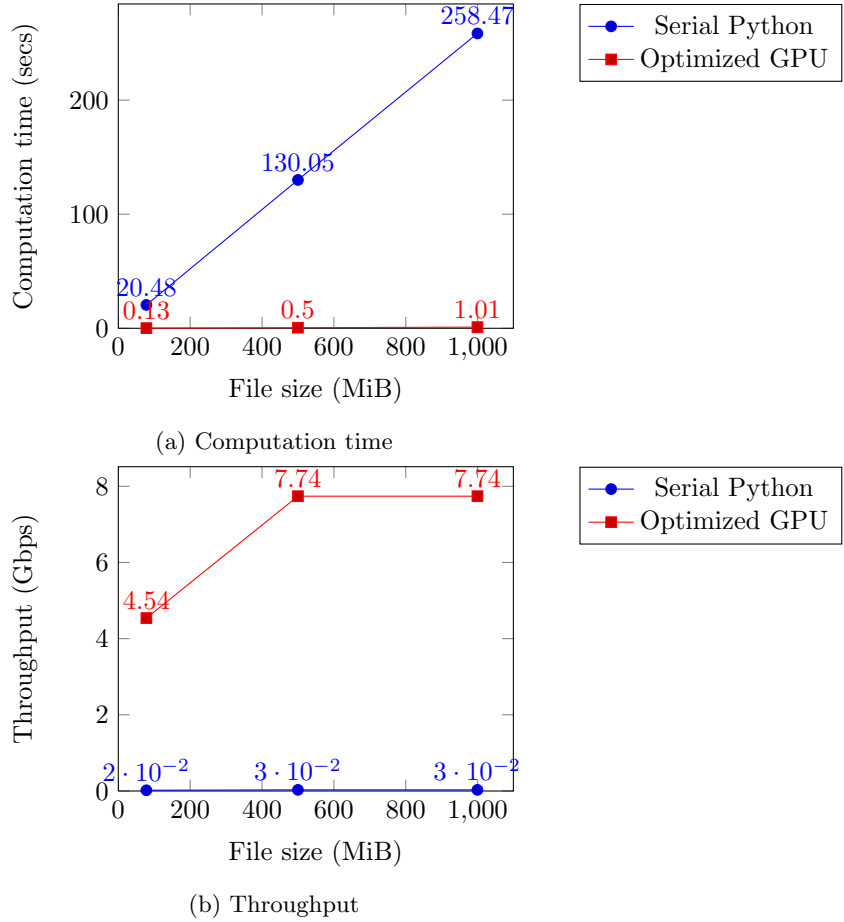 258.47
130.05
20.48
0.13
0.5
1.01
200
100
0
0 200 400 600 800 1,000
Computation time (secs)
File size (MiB)
Serial Python
Optimized GPU
(a) Computation time
7.74 7.74
4.54
2 · 10⁻² 3 · 10⁻² 3 · 10⁻²
8
6
4
2
0
0 200 400 600 800 1,000
Throughput (Gbps)
File size (MiB)
Serial Python
Optimized GPU
(b) Throughput